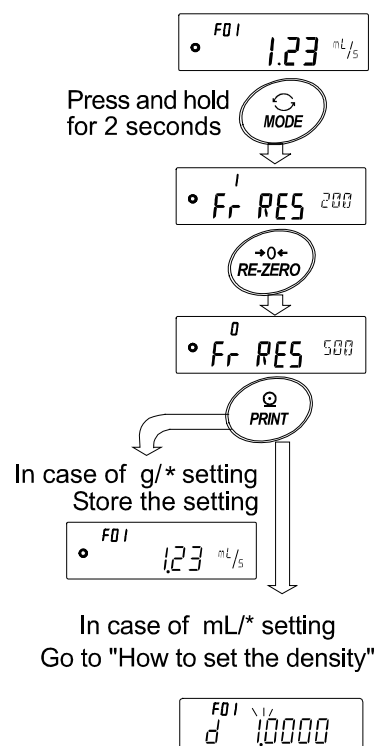 F01
1.23 mL/s
Press and hold
for 2 seconds
MODE
1
Fr RES 200
→0←
RE-ZERO
0
Fr RES 500
PRINT
In case of g/* setting
Store the setting
F01
1.23 mL/s
In case of mL/* setting
Go to "How to set the density"
F01
d 1.0000